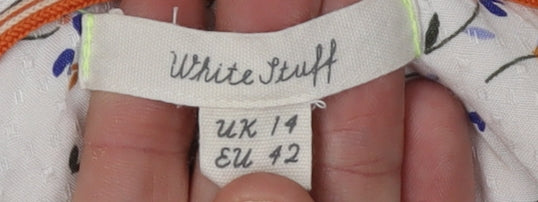 White Stuff
UK 14
EU 42